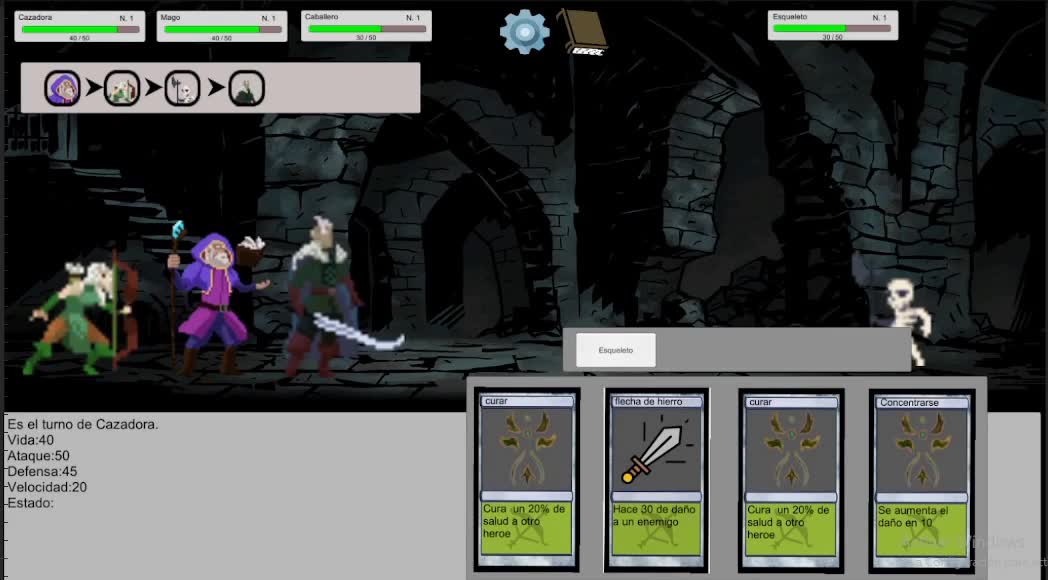 Cazadora N. 1
40 / 50
Mago N. 1
40 / 50
Caballero N. 1
30 / 50
Esqueleto N. 1
30 / 50
Esqueleto
Es el turno de Cazadora.
Vida:40
Ataque:50
Defensa:45
Velocidad:20
Estado:
curar
Cura un 20% de
salud a otro
heroe
flecha de hierro
Hace 30 de daño
a un enemigo
curar
Cura un 20% de
salud a otro
heroe
Concentrarse
Se aumenta el
daño en 10
Windows